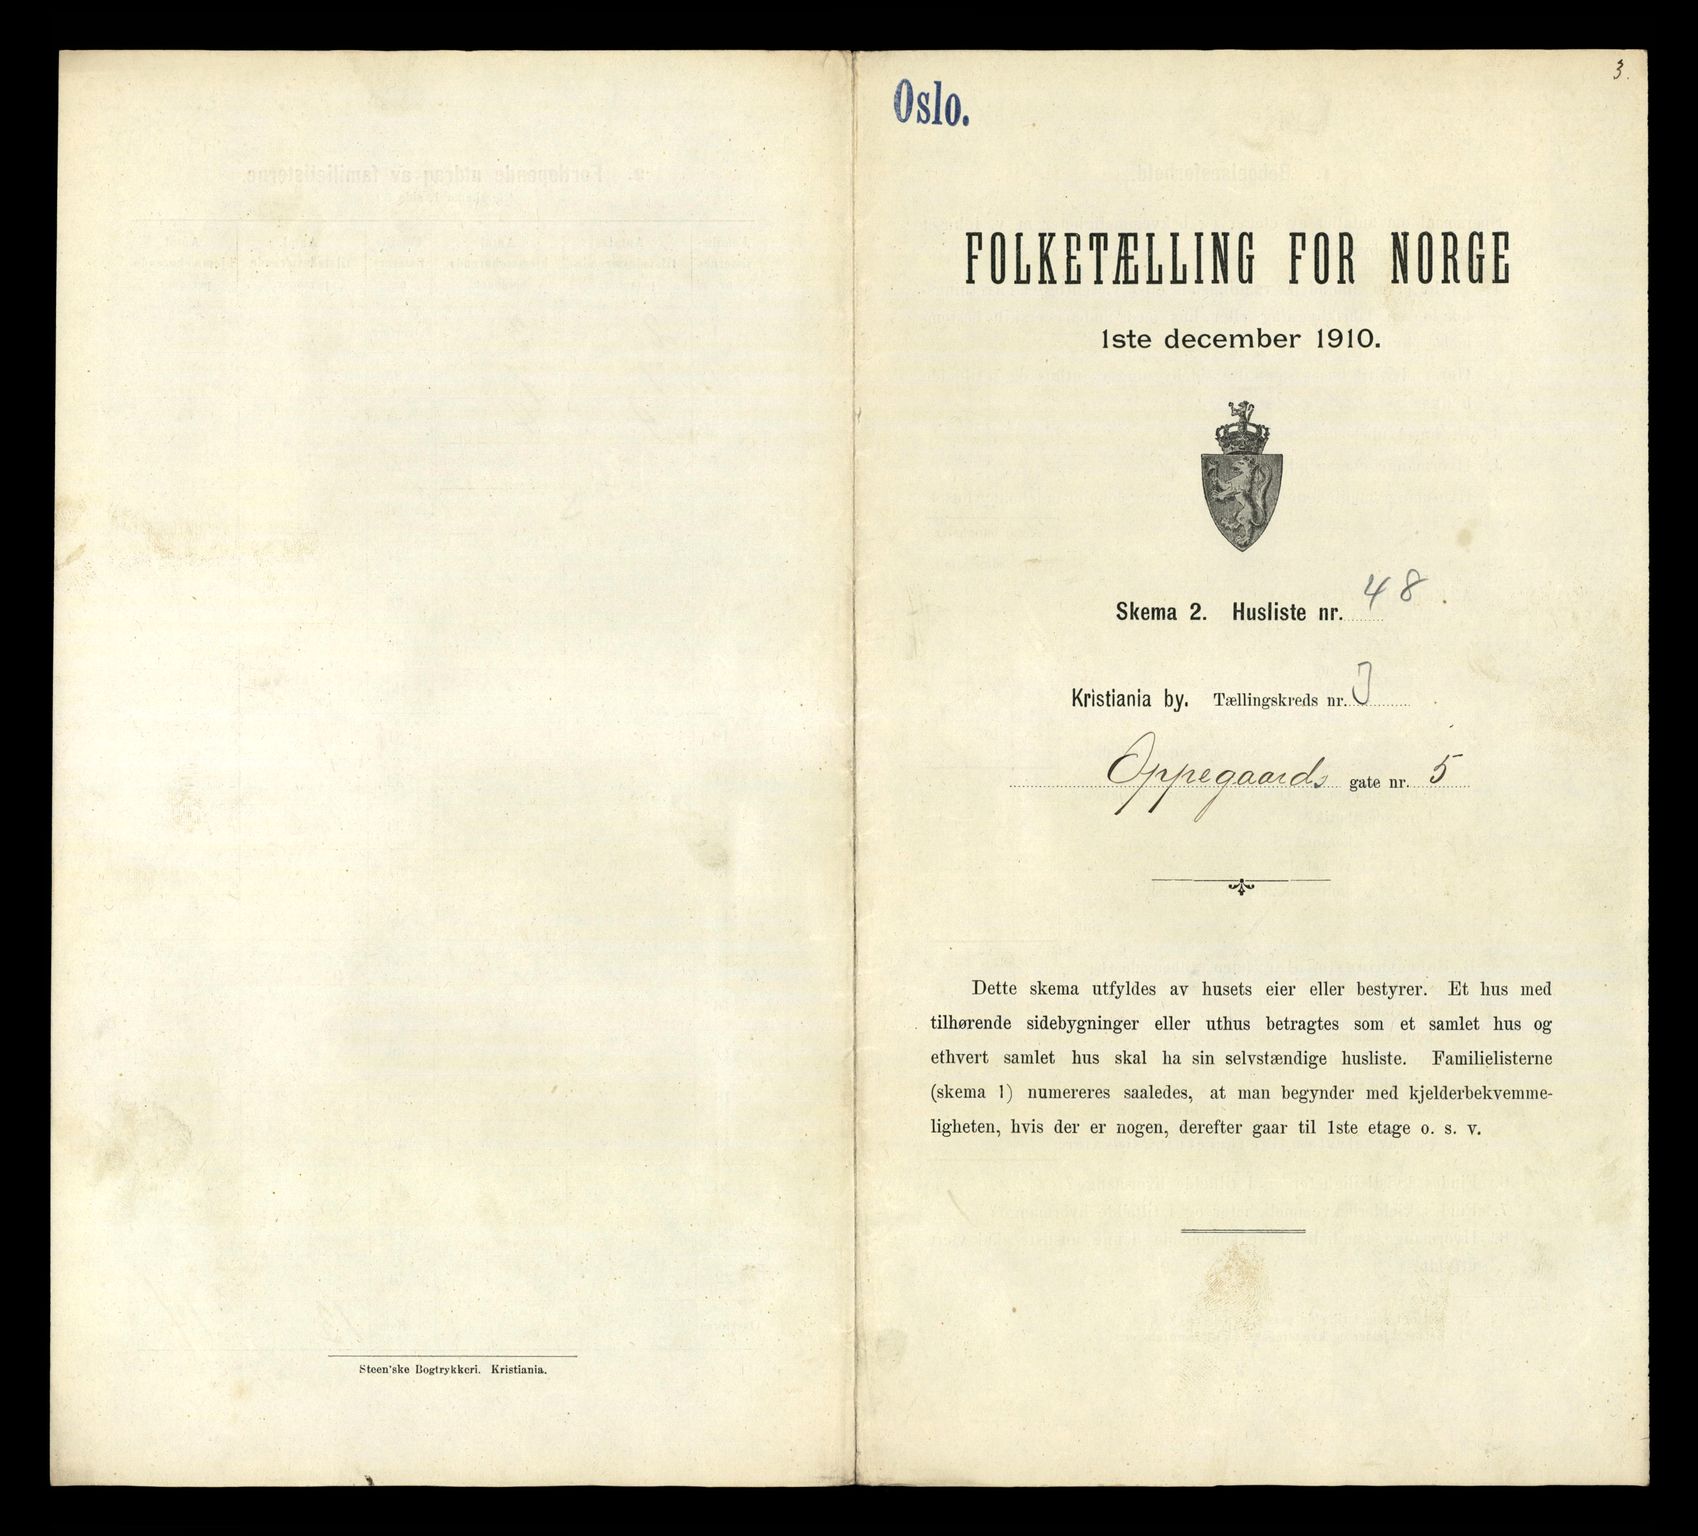 3.
Oslo.
FOLKETÆLLING FOR NORGE
1ste december 1910.
Skema 2. Husliste nr. 48.
Kristiania by. Tællingskreds nr. 3
Oppegaards gate nr. 5
Dette skema utfyldes av husets eier eller bestyrer. Et hus med
tilhørende sidebygninger eller uthus betragtes som et samlet hus og
ethvert samlet hus skal ha sin selvstændige husliste. Familielisterne
(skema 1) numereres saaledes, at man begynder med kjelderbekvemme-
ligheten, hvis der er nogen, derefter gaar til 1ste etage o. s. v.
Steen'ske Bogtrykkeri. Kristiania.